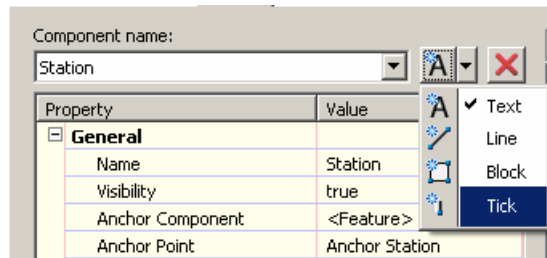 Component name:
Station
Property Value
General
Name Station
Visibility true
Anchor Component <Feature>
Anchor Point Anchor Station
A Text
Line
Block
Tick